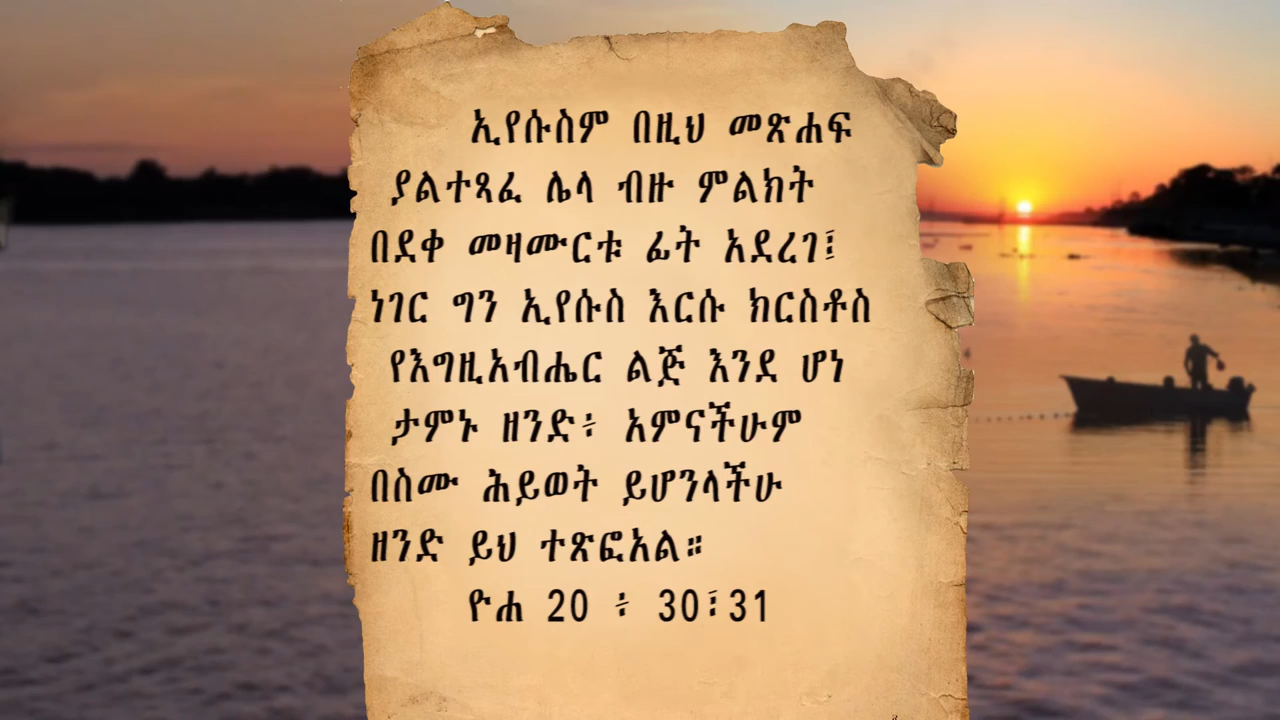 ኢየሱስም በዚህ መጽሐፍ
ያልተጻፈ ሌላ ብዙ ምልክት
በደቀ መዛሙርቱ ፊት አደረገ፤
ነገር ግን ኢየሱስ እርሱ ክርስቶስ
የእግዚአብሔር ልጅ እንደ ሆነ
ታምኑ ዘንድ፥ አምናችሁም
በስሙ ሕይወት ይሆንላችሁ
ዘንድ ይህ ተጽፎአል።
ዮሐ 20 ፥ 30፣31